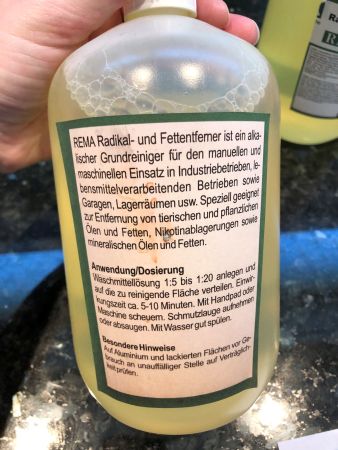 REMA Radikal- und Fettentferner ist ein alka-
lischer Grundreiniger für den manuellen und
maschinellen Einsatz in Industriebetrieben, le-
bensmittelverarbeitenden Betrieben sowie
Garagen, Lagerräumen usw. Speziell geeignet
zur Entfernung von tierischen und pflanzlichen
Ölen und Fetten, Nikotinablagerungen sowie
mineralischen Ölen und Fetten.
Anwendung/Dosierung
Waschmittellösung 1:5 bis 1:20 anlegen und
auf die zu reinigende Fläche verteilen. Einwir-
kungszeit ca. 5-10 Minuten. Mit Handpad oder
Maschine scheuern. Schmutzlauge aufnehmen
oder absaugen. Mit Wasser gut spülen.
Besondere Hinweise
Auf Aluminium und lackierten Flächen vor Ge-
brauch an unauffälliger Stelle auf Verträglich-
keit prüfen.